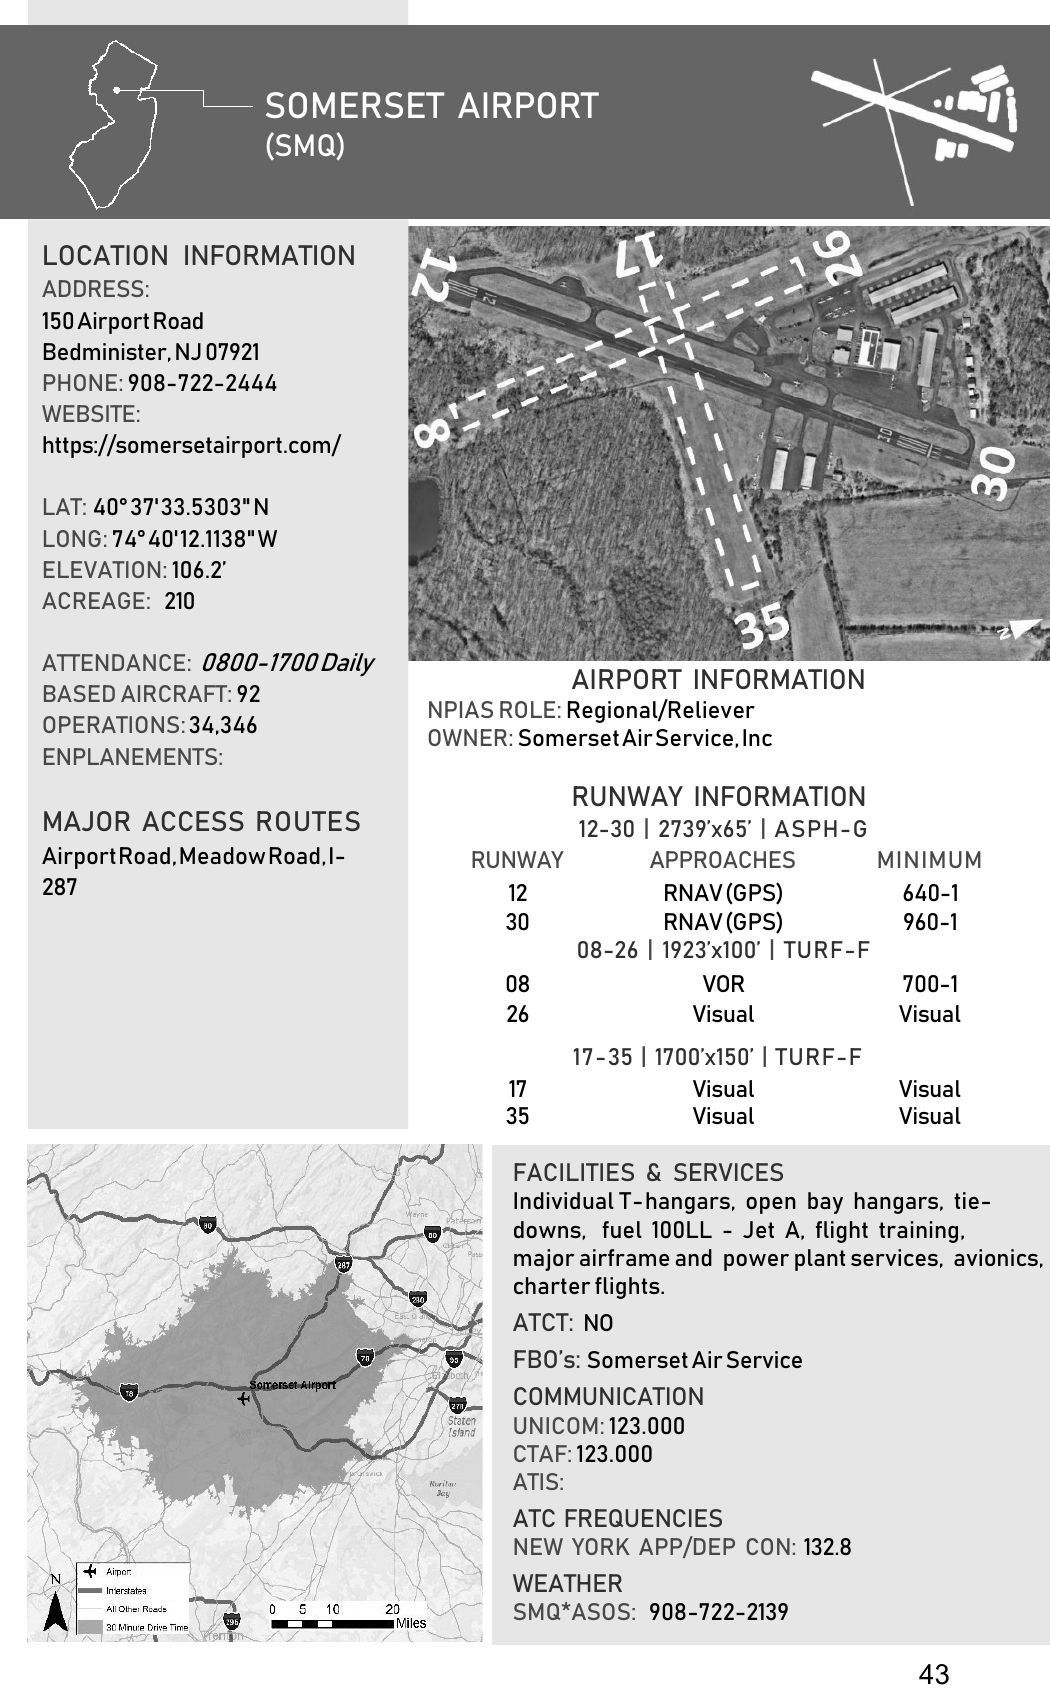 SOMERSET AIRPORT
(SMQ)
LOCATION INFORMATION
ADDRESS:
150 Airport Road
Bedminister, NJ 07921
PHONE: 908-722-2444
WEBSITE:
https://somersetairport.com/
LAT: 40° 37' 33.5303" N
LONG: 74° 40' 12.1138" W
ELEVATION: 106.2’
ACREAGE: 210
ATTENDANCE: 0800-1700 Daily
BASED AIRCRAFT: 92
OPERATIONS: 34,346
ENPLANEMENTS:
MAJOR ACCESS ROUTES
Airport Road, Meadow Road, I-
287
12
17
26
8
30
35
N
AIRPORT INFORMATION
NPIAS ROLE: Regional/Reliever
OWNER: Somerset Air Service, Inc
RUNWAY INFORMATION
12-30 | 2739’x65’ | ASPH-G
RUNWAY APPROACHES MINIMUM
12 RNAV (GPS) 640-1
30 RNAV (GPS) 960-1
08-26 | 1923’x100’ | TURF-F
08 VOR 700-1
26 Visual Visual
17-35 | 1700’x150’ | TURF-F
17 Visual Visual
35 Visual Visual
80
80
287
280
78
95
78
278
Somerset Airport
Staten
Island
Bay
Trenton
295
N
Airport
Interstates
All Other Roads
30 Minute Drive Time
0 5 10 20
Miles
FACILITIES & SERVICES
Individual T-hangars, open bay hangars, tie-
downs, fuel 100LL - Jet A, flight training,
major airframe and power plant services, avionics,
charter flights.
ATCT: NO
FBO’s: Somerset Air Service
COMMUNICATION
UNICOM: 123.000
CTAF: 123.000
ATIS:
ATC FREQUENCIES
NEW YORK APP/DEP CON: 132.8
WEATHER
SMQ*ASOS: 908-722-2139
43